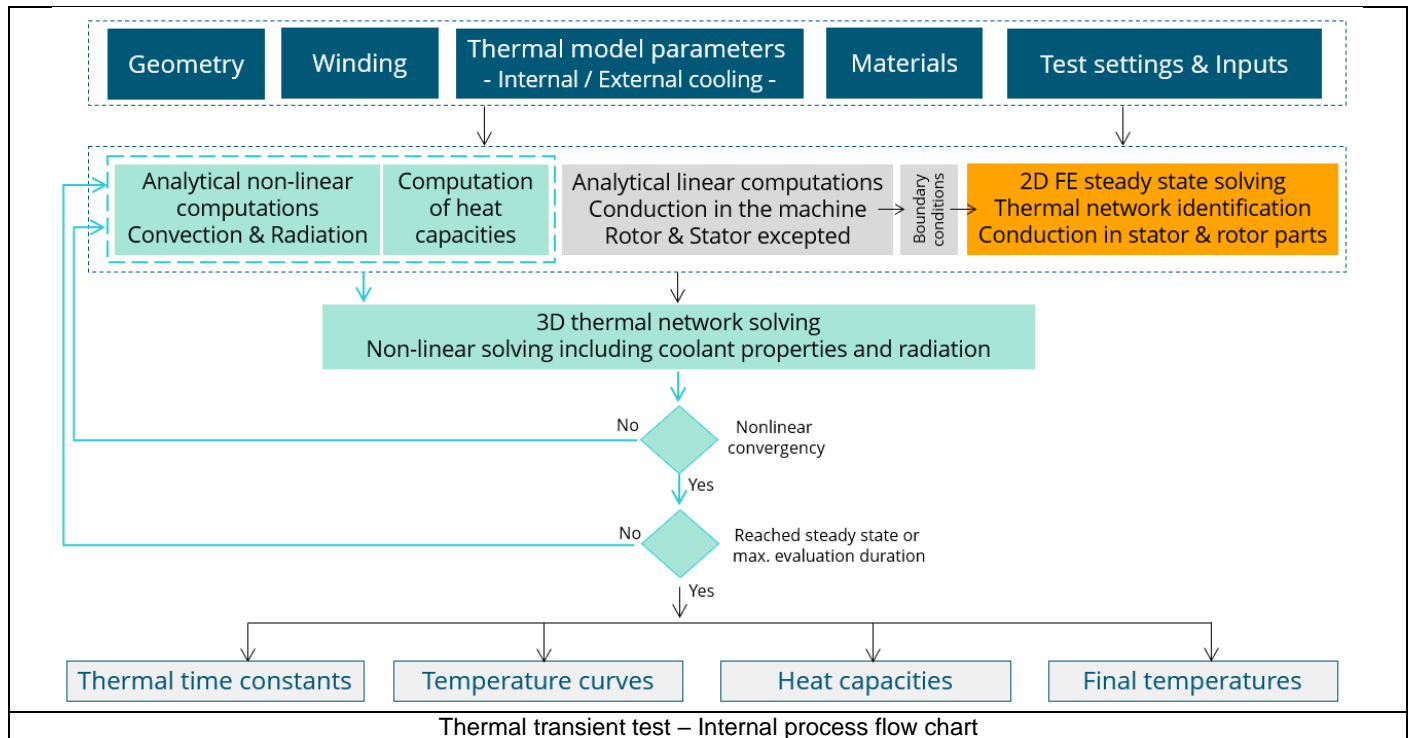 Geometry
Winding
Thermal model parameters
- Internal / External cooling -
Materials
Test settings & Inputs
Analytical non-linear
computations
Convection & Radiation
Computation
of heat
capacities
Analytical linear computations
Conduction in the machine
Rotor & Stator excepted
Boundary
conditions
2D FE steady state solving
Thermal network identification
Conduction in stator & rotor parts
3D thermal network solving
Non-linear solving including coolant properties and radiation
No
Nonlinear
convergency
Yes
No
Reached steady state or
max. evaluation duration
Yes
Thermal time constants
Temperature curves
Heat capacities
Final temperatures
Thermal transient test – Internal process flow chart